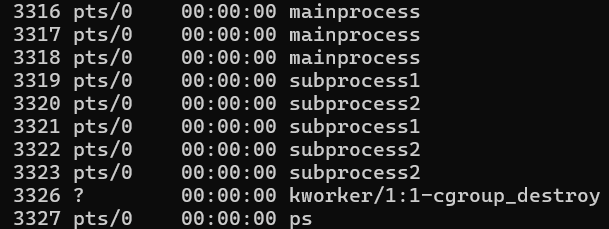 3316 pts/0    00:00:00 mainprocess
3317 pts/0    00:00:00 mainprocess
3318 pts/0    00:00:00 mainprocess
3319 pts/0    00:00:00 subprocess1
3320 pts/0    00:00:00 subprocess2
3321 pts/0    00:00:00 subprocess1
3322 pts/0    00:00:00 subprocess2
3323 pts/0    00:00:00 subprocess2
3326 ?        00:00:00 kworker/1:1-cgroup_destroy
3327 pts/0    00:00:00 ps